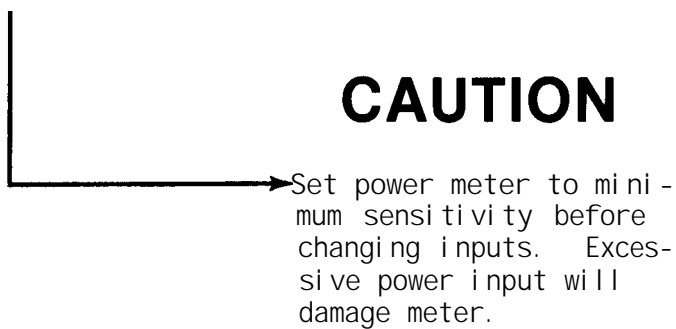 CAUTION
Set power meter to mini-
mum sensitivity before
changing inputs. Exces-
sive power input will
damage meter.